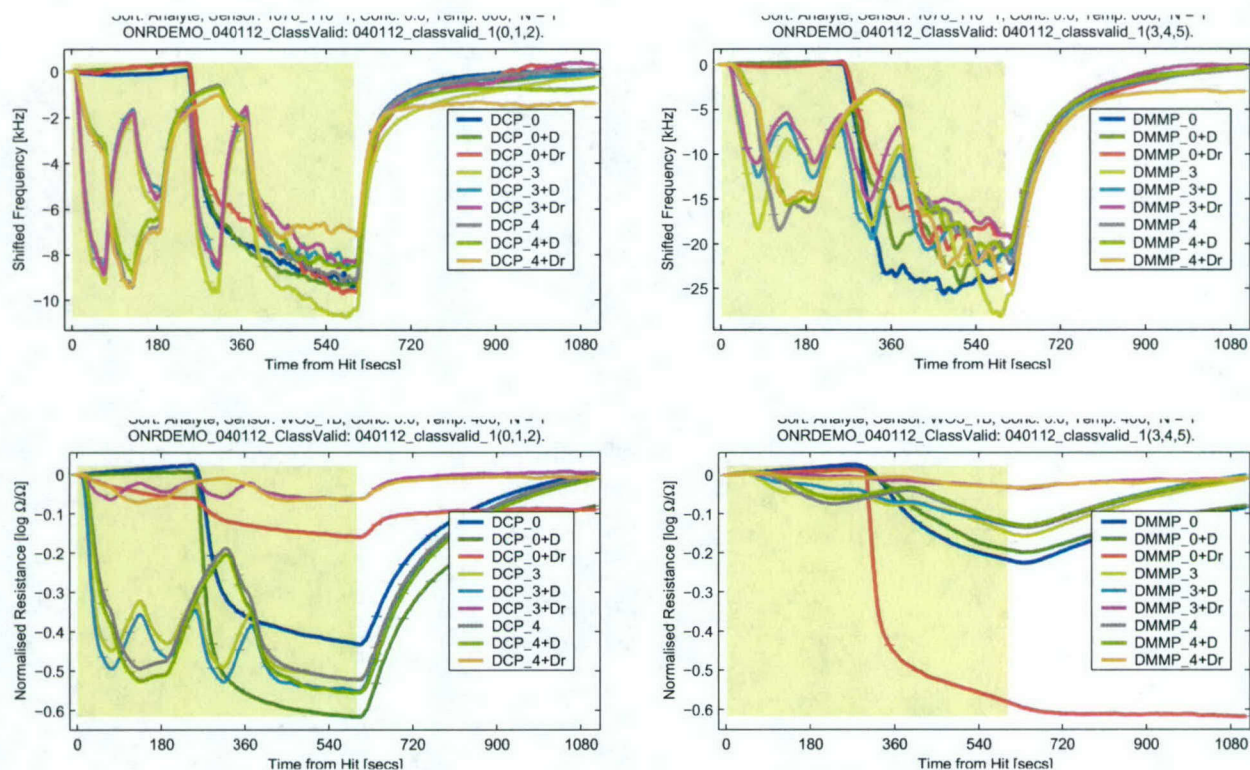 ONRDEMO_040112_ClassValid: 040112_classvalid_1(0,1,2).
0
−2
−4
−6
−8
−10
Shifted Frequency [kHz]
0 180 360 540 720 900 1080
Time from Hit [secs]
DCP_0
DCP_0+D
DCP_0+Dr
DCP_3
DCP_3+D
DCP_3+Dr
DCP_4
DCP_4+D
DCP_4+Dr
ONRDEMO_040112_ClassValid: 040112_classvalid_1(3,4,5).
0
−5
−10
−15
−20
−25
Shifted Frequency [kHz]
0 180 360 540 720 900 1080
Time from Hit [secs]
DMMP_0
DMMP_0+D
DMMP_0+Dr
DMMP_3
DMMP_3+D
DMMP_3+Dr
DMMP_4
DMMP_4+D
DMMP_4+Dr
ONRDEMO_040112_ClassValid: 040112_classvalid_1(0,1,2).
0
−0.1
−0.2
−0.3
−0.4
−0.5
−0.6
Normalised Resistance [log Ω/Ω]
0 180 360 540 720 900 1080
Time from Hit [secs]
DCP_0
DCP_0+D
DCP_0+Dr
DCP_3
DCP_3+D
DCP_3+Dr
DCP_4
DCP_4+D
DCP_4+Dr
ONRDEMO_040112_ClassValid: 040112_classvalid_1(3,4,5).
0
−0.1
−0.2
−0.3
−0.4
−0.5
−0.6
Normalised Resistance [log Ω/Ω]
0 180 360 540 720 900 1080
Time from Hit [secs]
DMMP_0
DMMP_0+D
DMMP_0+Dr
DMMP_3
DMMP_3+D
DMMP_3+Dr
DMMP_4
DMMP_4+D
DMMP_4+Dr